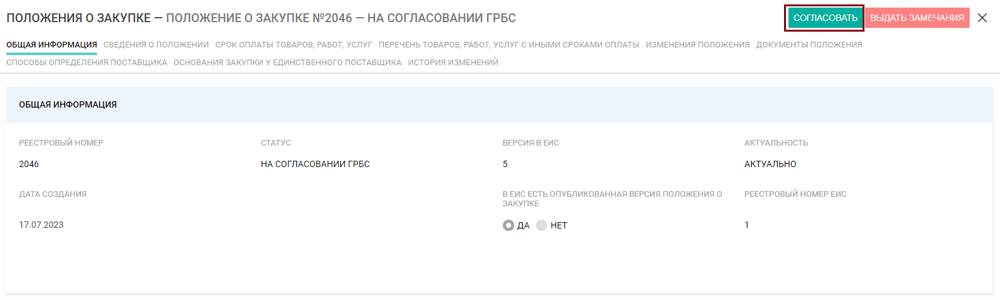 ПОЛОЖЕНИЯ О ЗАКУПКЕ — ПОЛОЖЕНИЕ О ЗАКУПКЕ №2046 — НА СОГЛАСОВАНИИ ГРБС
СОГЛАСОВАТЬ ВЫДАТЬ ЗАМЕЧАНИЯ
ОБЩАЯ ИНФОРМАЦИЯ СВЕДЕНИЯ О ПОЛОЖЕНИИ СРОК ОПЛАТЫ ТОВАРОВ, РАБОТ, УСЛУГ ПЕРЕЧЕНЬ ТОВАРОВ, РАБОТ, УСЛУГ С ИНЫМИ СРОКАМИ ОПЛАТЫ ИЗМЕНЕНИЯ ПОЛОЖЕНИЯ ДОКУМЕНТЫ ПОЛОЖЕНИЯ
СПОСОБЫ ОПРЕДЕЛЕНИЯ ПОСТАВЩИКА ОСНОВАНИЯ ЗАКУПКИ У ЕДИНСТВЕННОГО ПОСТАВЩИКА ИСТОРИЯ ИЗМЕНЕНИЙ
ОБЩАЯ ИНФОРМАЦИЯ
РЕЕСТРОВЫЙ НОМЕР СТАТУС ВЕРСИЯ В ЕИС АКТУАЛЬНОСТЬ
2046 НА СОГЛАСОВАНИИ ГРБС 5 АКТУАЛЬНО
ДАТА СОЗДАНИЯ В ЕИС ЕСТЬ ОПУБЛИКОВАННАЯ ВЕРСИЯ ПОЛОЖЕНИЯ О РЕЕСТРОВЫЙ НОМЕР ЕИС
ЗАКУПКЕ
17.07.2023 ДА НЕТ 1